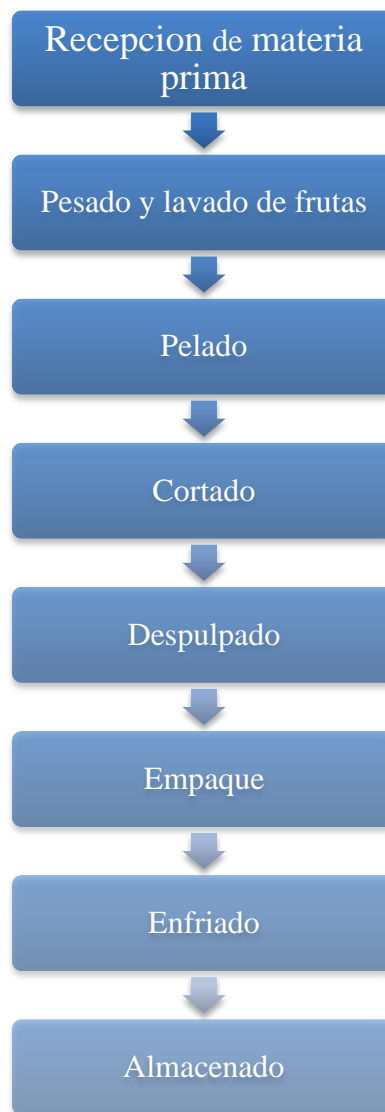 Recepcion de materia
prima
Pesado y lavado de frutas
Pelado
Cortado
Despulpado
Empaque
Enfriado
Almacenado